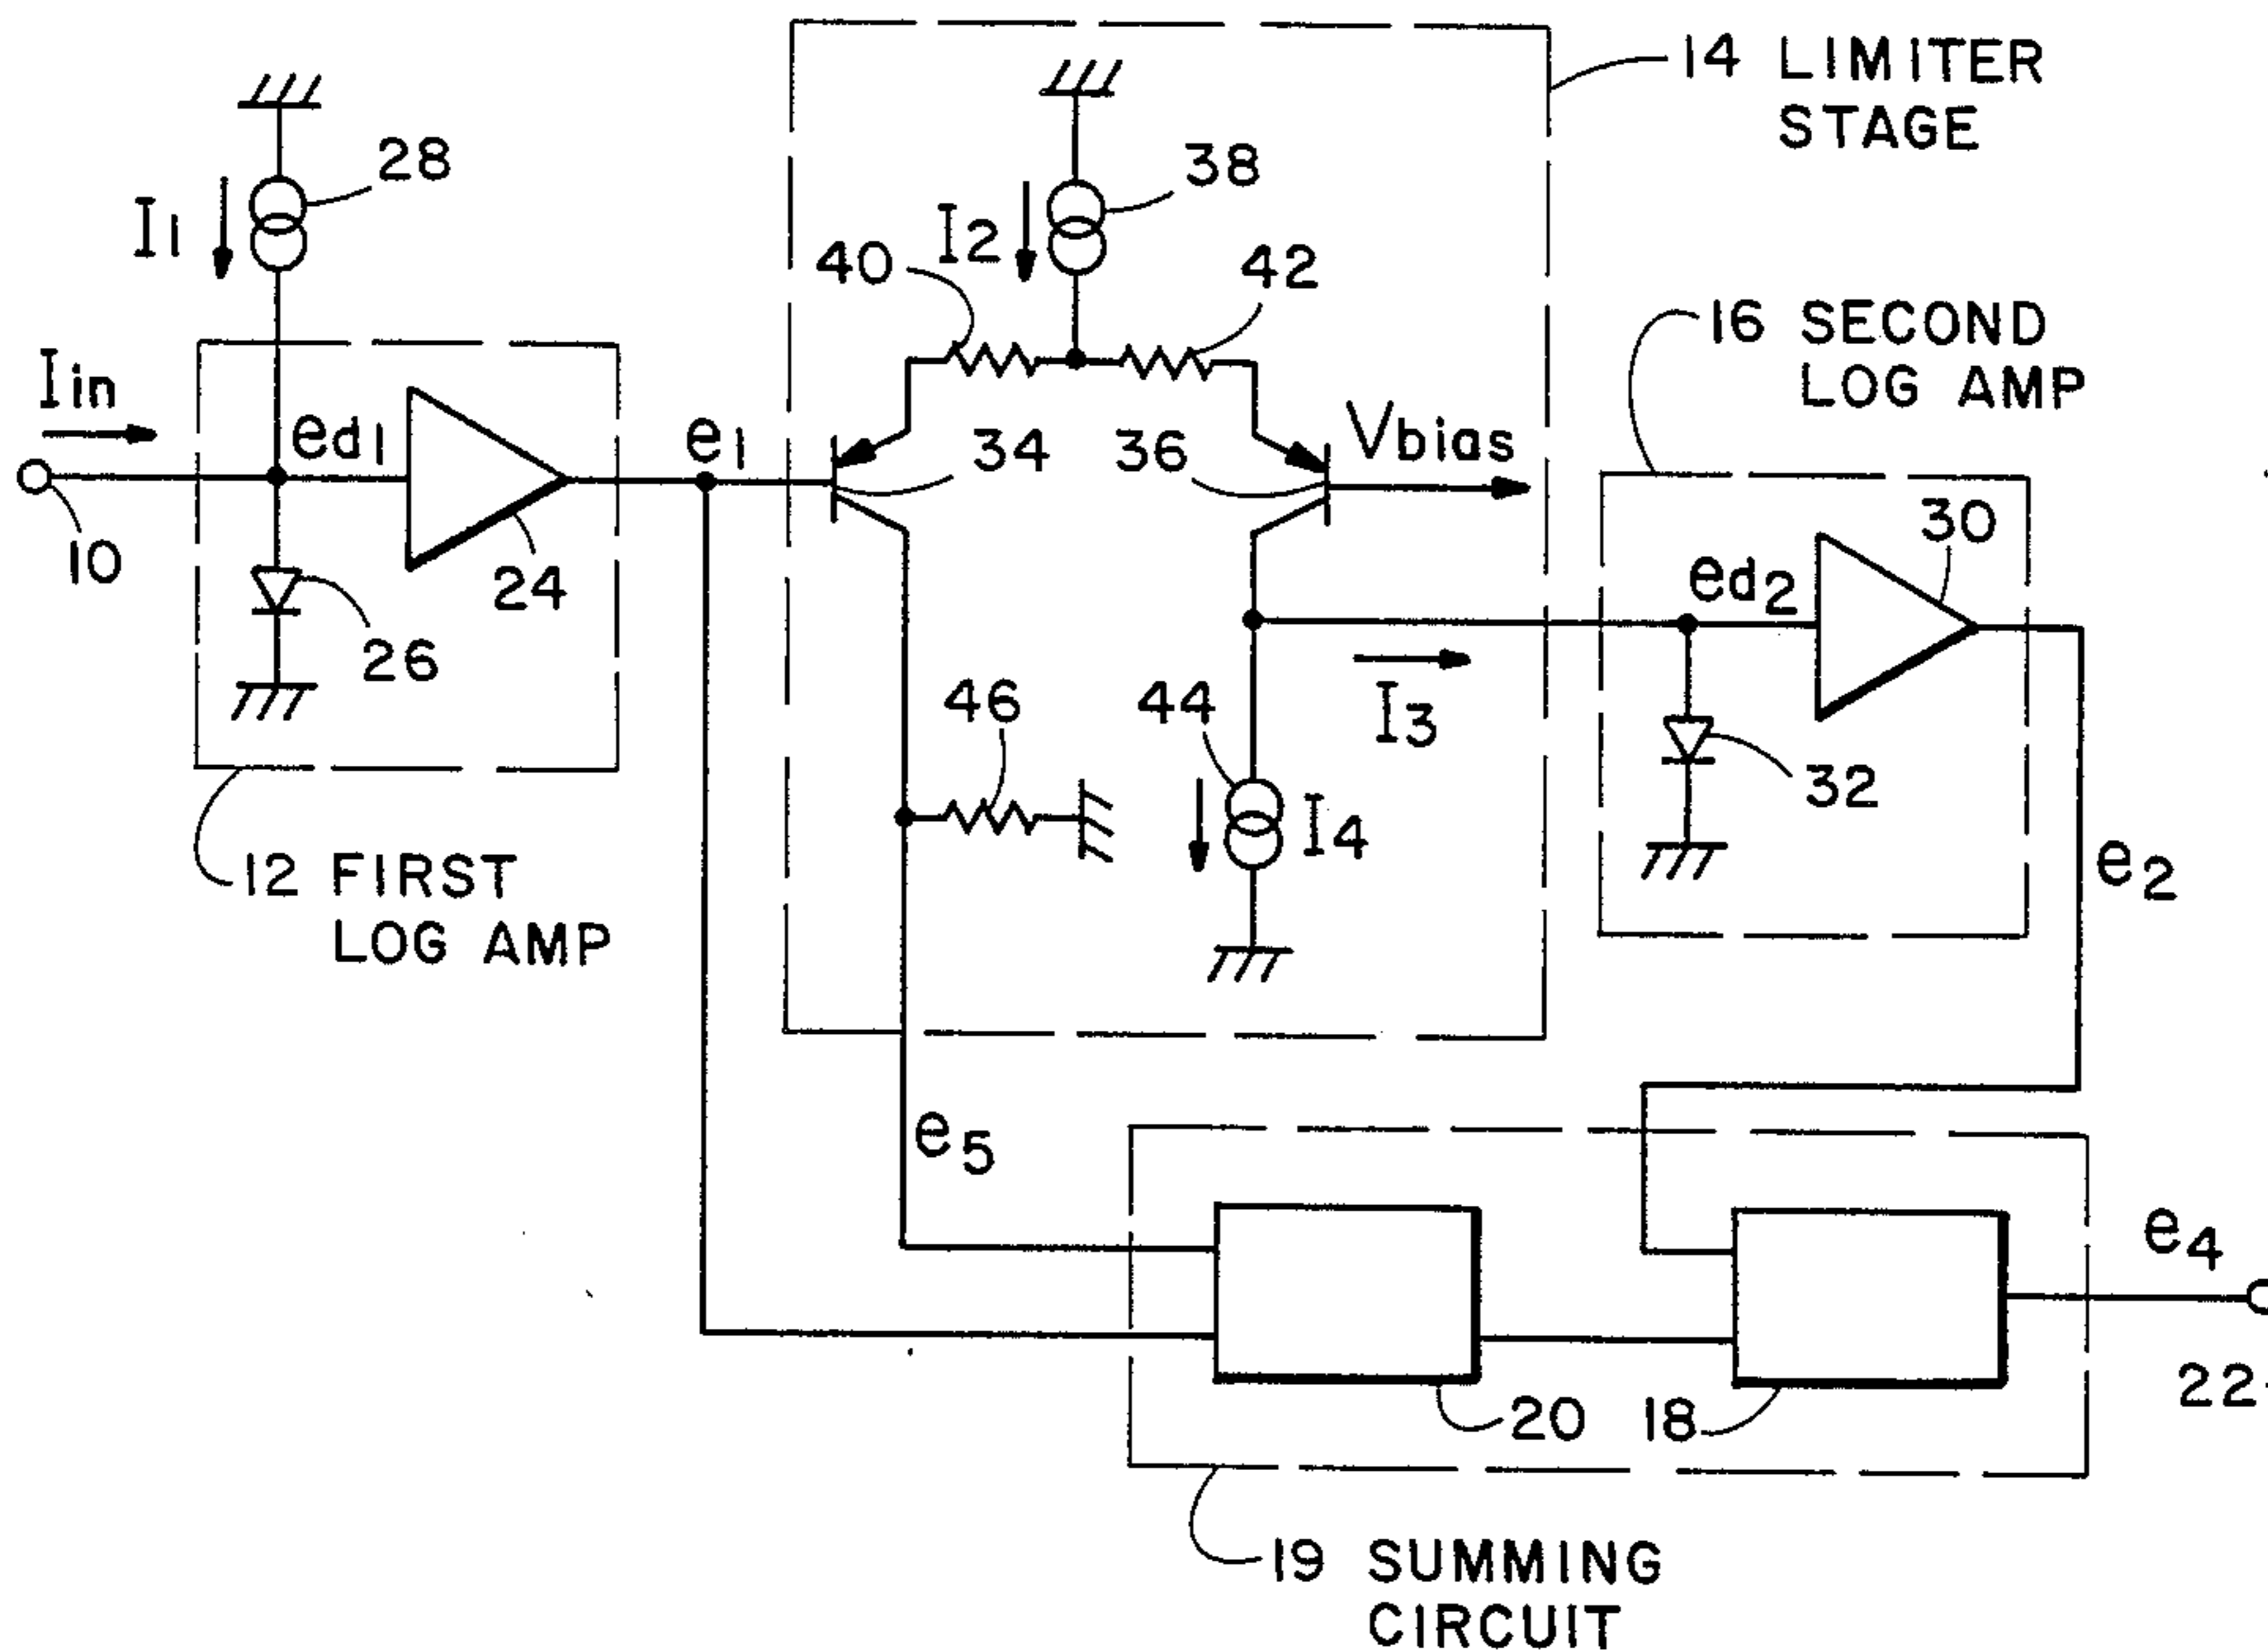 14 LIMITER
STAGE
28
38
I1
I2
40
42
16 SECOND
LOG AMP
Iin
ed1
e1
34
36
Vbias
10
24
30
ed2
26
46
44
I3
32
I4
12 FIRST
LOG AMP
e2
e5
e4
20
18
22
19 SUMMING
CIRCUIT